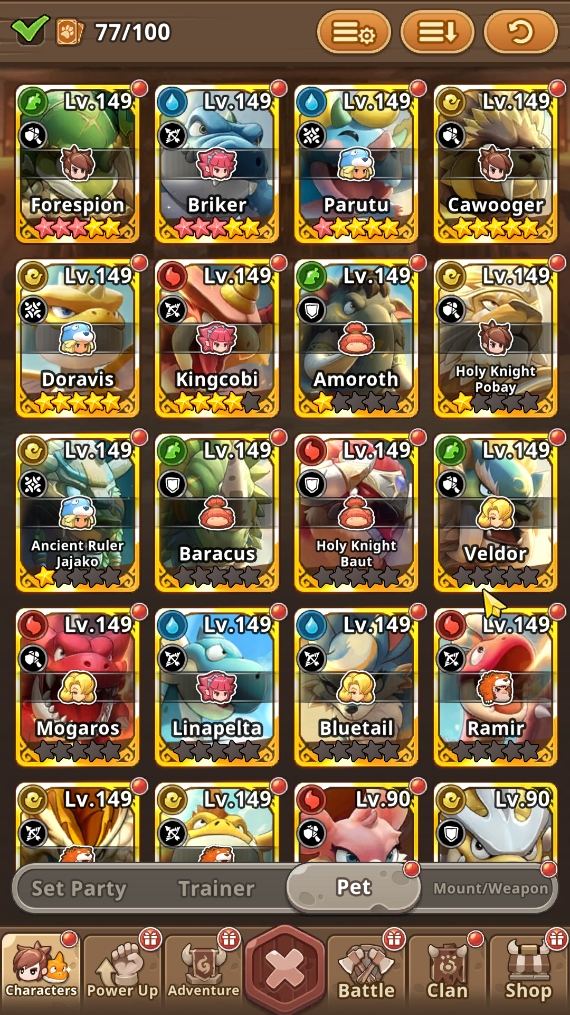 77/100
Lv.149 Lv.149 Lv.149 Lv.149
Forespion Briker Parutu Cawooger
Lv.149 Lv.149 Lv.149 Lv.149
Doravis Kingcobi Amoroth Holy Knight
Pobay
Lv.149 Lv.149 Lv.149 Lv.149
Ancient Ruler
Jajako Baracus Holy Knight
Baut Veldor
Lv.149 Lv.149 Lv.149 Lv.149
Mogaros Linapelta Bluetail Ramir
Lv.149 Lv.149 Lv.90 Lv.90
Set Party Trainer Pet Mount/Weapon
Characters Power Up Adventure Battle Clan Shop